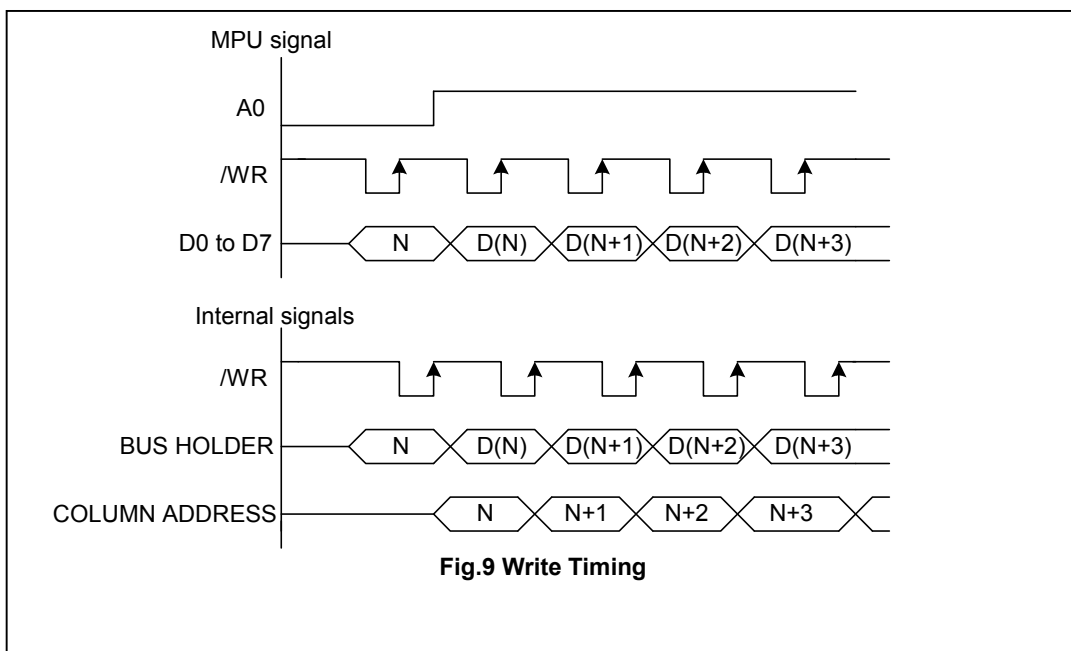 MPU signal
A0
/WR
D0 to D7 N D(N) D(N+1) D(N+2) D(N+3)
Internal signals
/WR
BUS HOLDER N D(N) D(N+1) D(N+2) D(N+3)
COLUMN ADDRESS N N+1 N+2 N+3
Fig.9 Write Timing